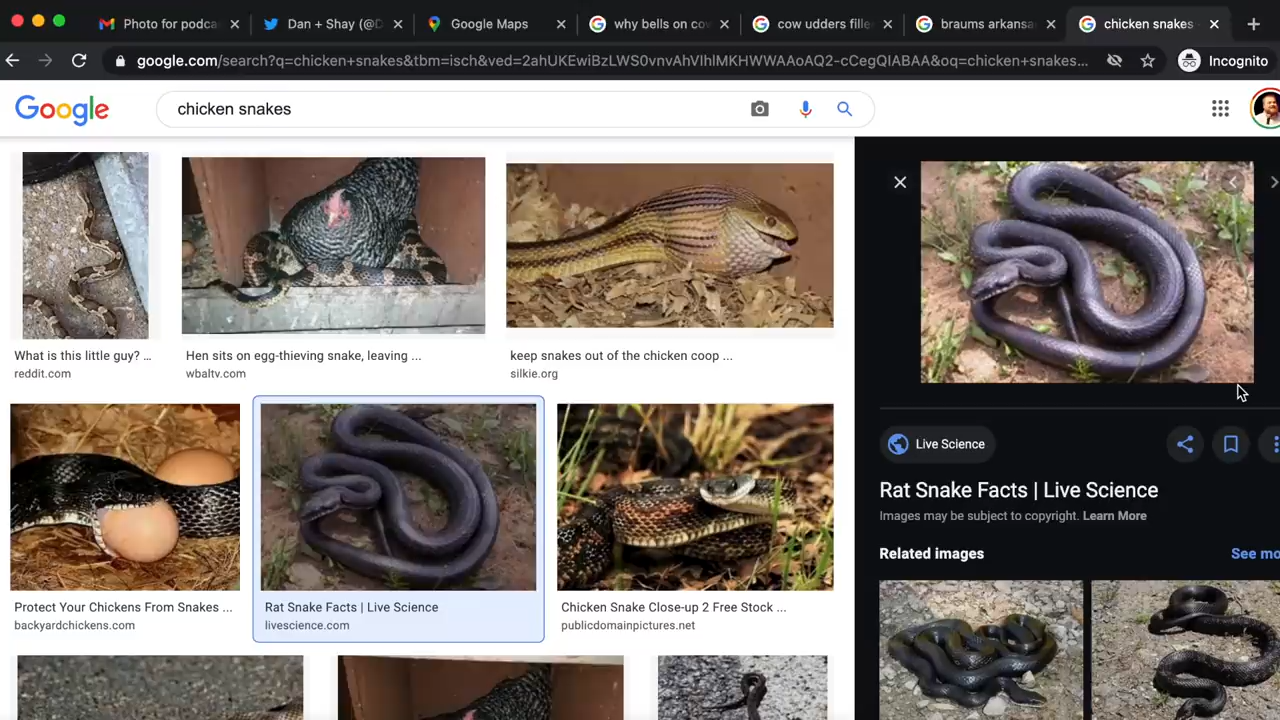 Photo for podca
Dan + Shay (@D
Google Maps
why bells on cow
cow udders fille
braums arkansa
chicken snakes
google.com/search?q=chicken+snakes&tbm=isch&ved=2ahUKEwiBzLWS0vnvAhVIhlMKHWWAAoAQ2-cCegQIABAA&oq=chicken+snakes...
Incognito
Google
chicken snakes
What is this little guy? ...
reddit.com
Hen sits on egg-thieving snake, leaving ...
wbaltv.com
keep snakes out of the chicken coop ...
silkie.org
Live Science
Rat Snake Facts | Live Science
Images may be subject to copyright. Learn More
Related images
See mo
Protect Your Chickens From Snakes ...
backyardchickens.com
Rat Snake Facts | Live Science
livescience.com
Chicken Snake Close-up 2 Free Stock ...
publicdomainpictures.net